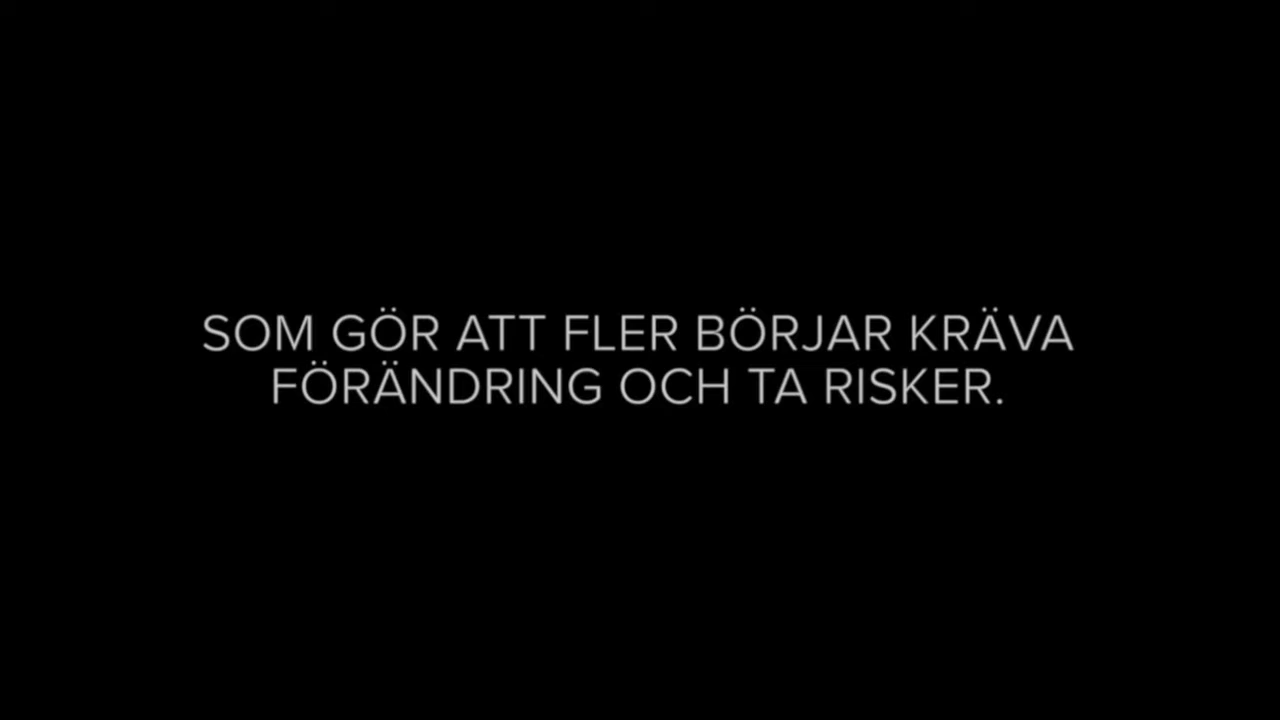 SOM GÖR ATT FLER BÖRJAR KRÄVA
FÖRÄNDRING OCH TA RISKER.